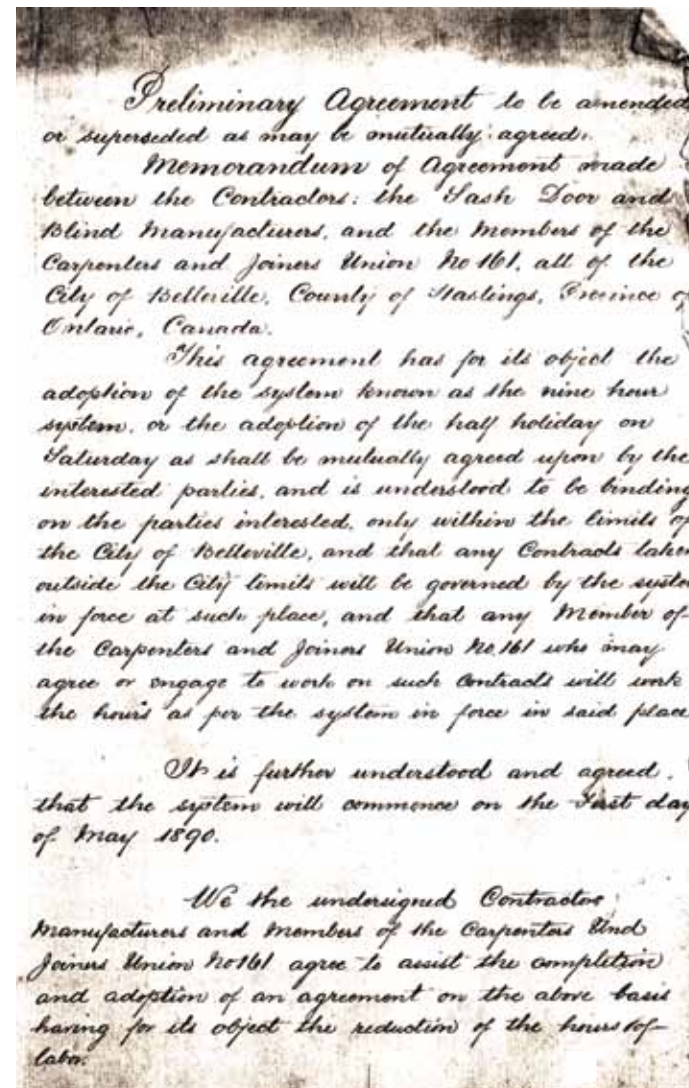 Preliminary Agreement to be amended
or superseded as may be mutually agreed.
Memorandum of Agreement made
between the Contractors: the Sash Door and
Blind Manufacturers, and the Members of the
Carpenters and Joiners Union No 161, all of the
City of Belleville, County of Hastings, Province
Ontario, Canada.
This agreement has for its object the
adoption of the system known as the nine hour
system, or the adoption of the half holiday on
Saturday as shall be mutually agreed upon by the
interested parties, and is understood to be binding
on the parties interested, only within the limits of
the City of Belleville, and that any Contracts taken
outside the City limits will be governed by the syste
in force at such place, and that any Member of
the Carpenters and Joiners Union No. 161 who may
agree or engage to work on such Contracts will work
the hours as per the system in force in said place
It is further understood and agreed,
that the system will commence on the First day
of May 1890.
We the undersigned Contractors
Manufacturers and Members of the Carpenters And
Joiners Union No 161 agree to assist the completion
and adoption of an agreement on the above basis
having for its object the reduction of the hours of
labor.